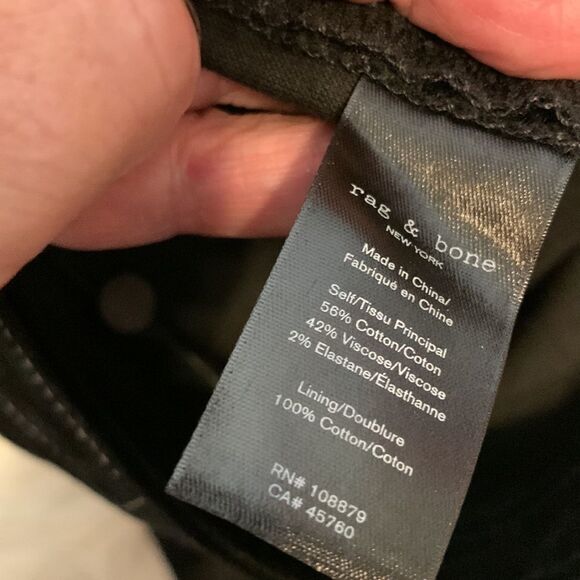 rag & bone
NEW YORK
Made in China/
Fabriqué en Chine
Self/Tissu Principal
56% Cotton/Coton
42% Viscose/Viscose
2% Elastane/Élasthanne
Lining/Doublure
100% Cotton/Coton
RN# 108879
CA# 45760